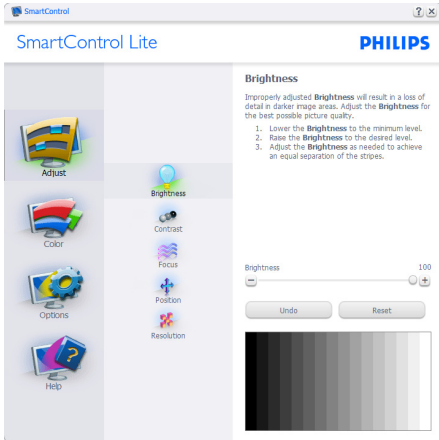 SmartControl
SmartControl Lite
PHILIPS
Adjust
Color
Options
Help
Brightness
Contrast
Focus
Position
Resolution
Brightness
Improperly adjusted Brightness will result in a loss of
detail in darker image areas. Adjust the Brightness for
the best possible picture quality.
1. Lower the Brightness to the minimum level.
2. Raise the Brightness to the desired level.
3. Adjust the Brightness as needed to achieve
an equal separation of the stripes.
Brightness 100
Undo Reset